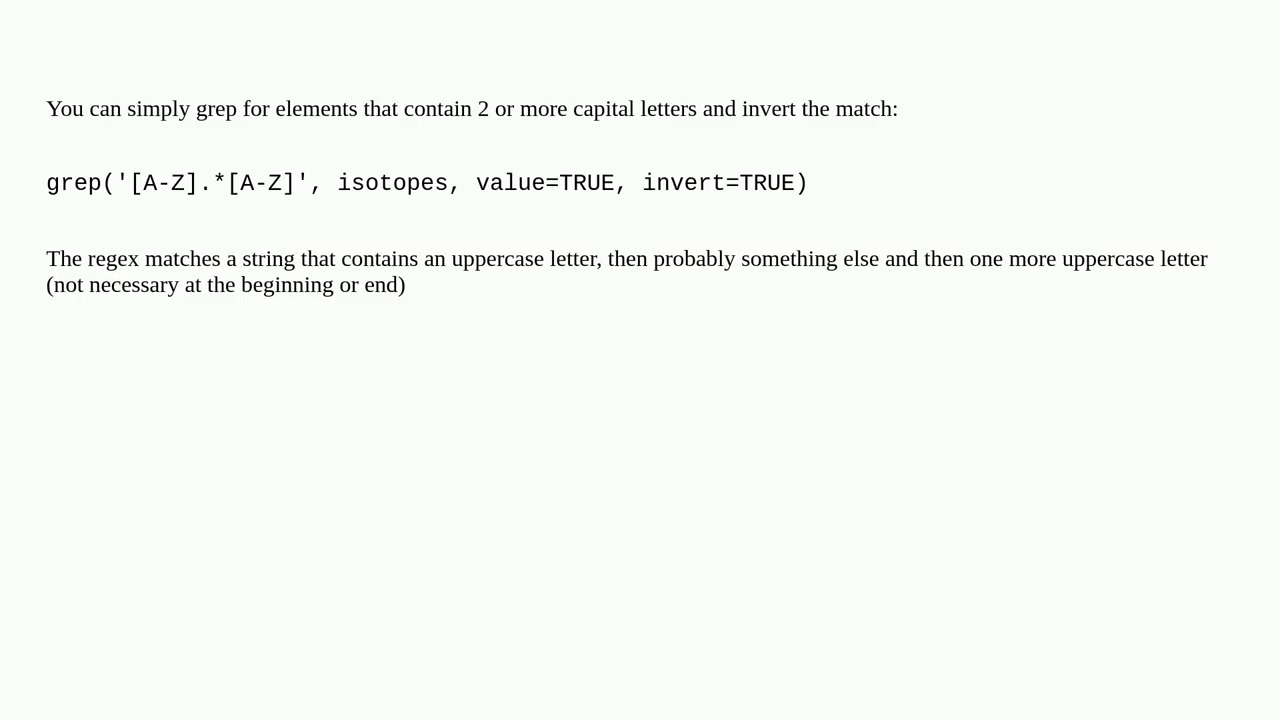 You can simply grep for elements that contain 2 or more capital letters and invert the match:
grep('[A-Z].*[A-Z]', isotopes, value=TRUE, invert=TRUE)
The regex matches a string that contains an uppercase letter, then probably something else and then one more uppercase letter
(not necessary at the beginning or end)